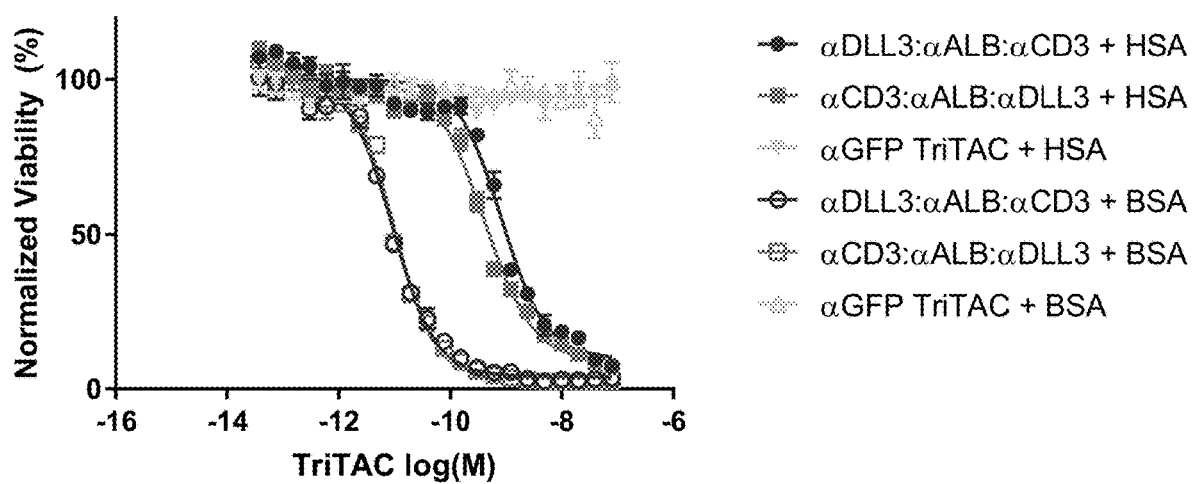 Normalized Viability (%)
100
50
0
-16
-14
-12
-10
-8
-6
TriTAC log(M)
αDLL3:αALB:αCD3 + HSA
αCD3:αALB:αDLL3 + HSA
αGFP TriTAC + HSA
αDLL3:αALB:αCD3 + BSA
αCD3:αALB:αDLL3 + BSA
αGFP TriTAC + BSA